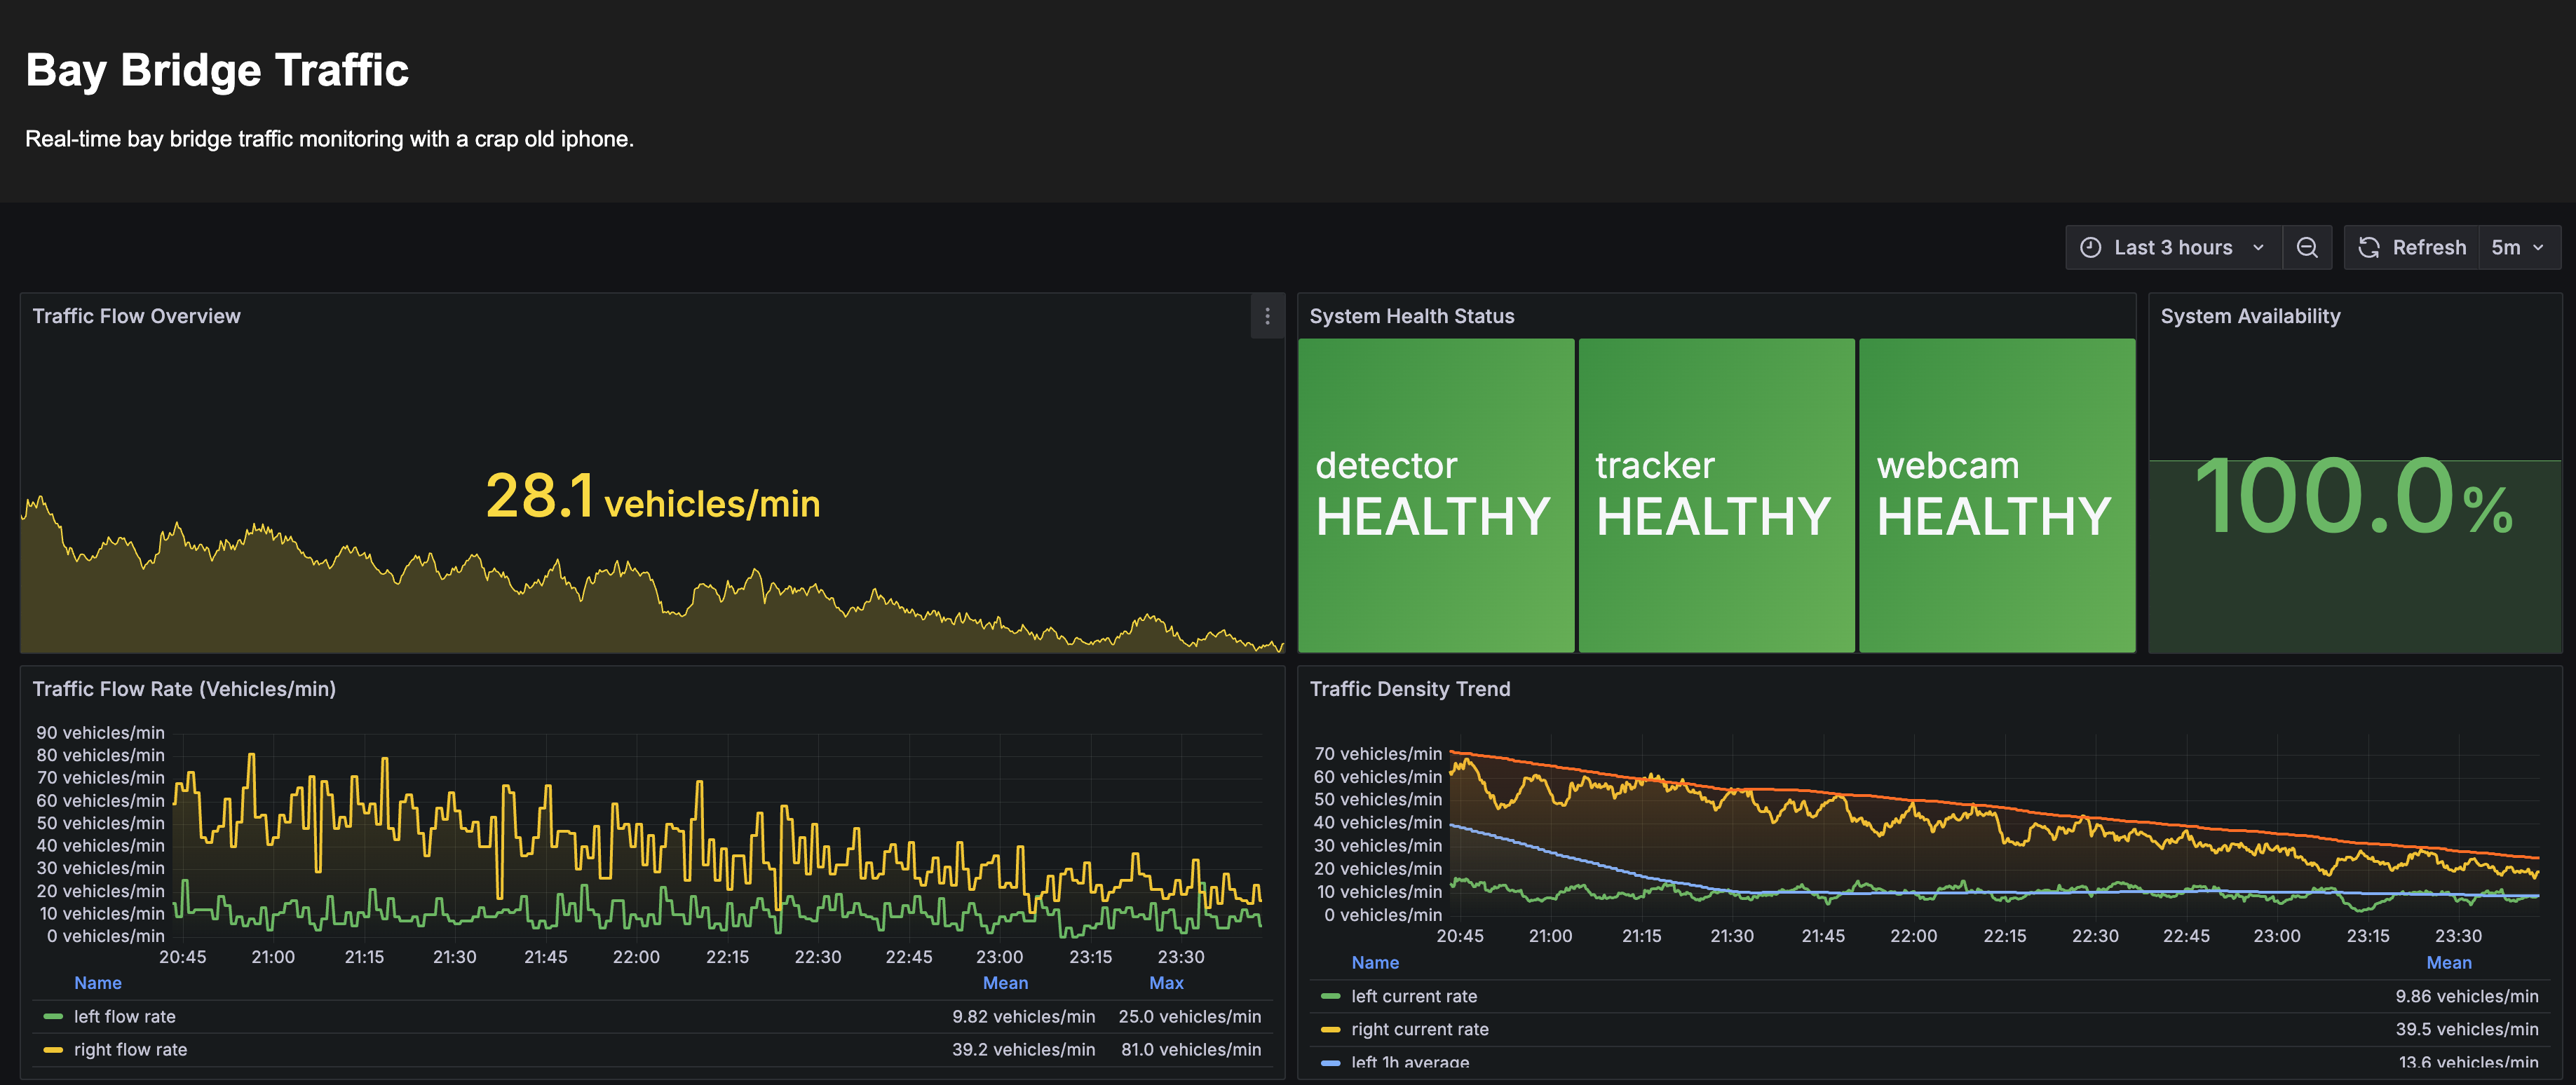 Bay Bridge Traffic
Real-time bay bridge traffic monitoring with a crap old iphone.
Last 3 hours
Refresh
5m
Traffic Flow Overview
28.1 vehicles/min
System Health Status
detector
HEALTHY
tracker
HEALTHY
webcam
HEALTHY
System Availability
100.0%
Traffic Flow Rate (Vehicles/min)
90 vehicles/min
80 vehicles/min
70 vehicles/min
60 vehicles/min
50 vehicles/min
40 vehicles/min
30 vehicles/min
20 vehicles/min
10 vehicles/min
0 vehicles/min
20:45 21:00 21:15 21:30 21:45 22:00 22:15 22:30 22:45 23:00 23:15 23:30
Name Mean Max
left flow rate 9.82 vehicles/min 25.0 vehicles/min
right flow rate 39.2 vehicles/min 81.0 vehicles/min
Traffic Density Trend
70 vehicles/min
60 vehicles/min
50 vehicles/min
40 vehicles/min
30 vehicles/min
20 vehicles/min
10 vehicles/min
0 vehicles/min
20:45 21:00 21:15 21:30 21:45 22:00 22:15 22:30 22:45 23:00 23:15 23:30
Name Mean
left current rate 9.86 vehicles/min
right current rate 39.5 vehicles/min
left 1h average 13.6 vehicles/min